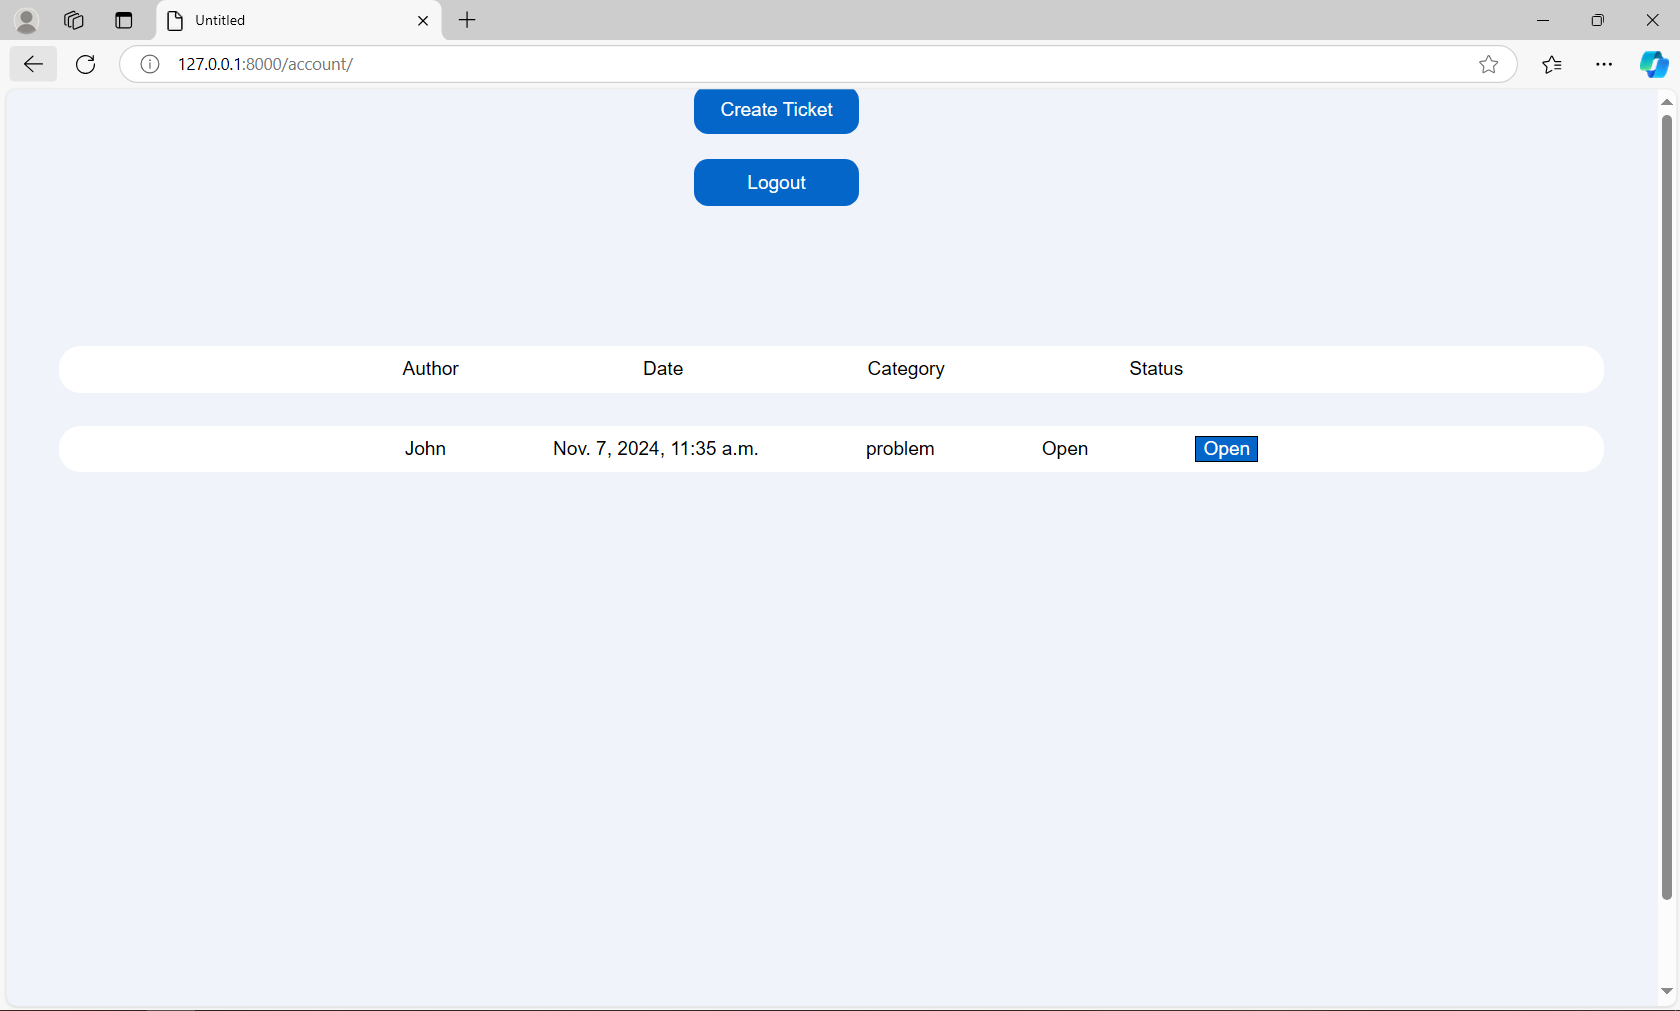 Untitled
127.0.0.1:8000/account/
Create Ticket
Logout
Author Date Category Status
John Nov. 7, 2024, 11:35 a.m. problem Open Open